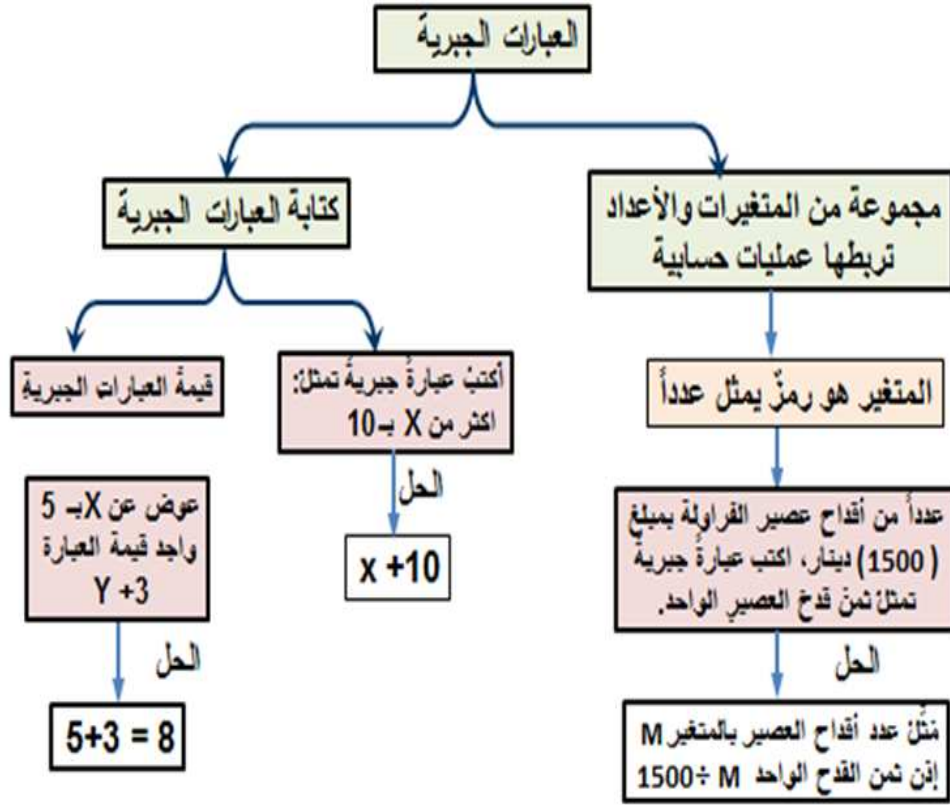 العبارات الجبرية
مجموعة من المتغيرات والأعداد
تربطها عمليات حسابية
المتغير هو رمزٌ يمثل عدداً
عدداً من أقداح عصير الفراولة بمبلغ
(1500) دينار، اكتب عبارةً جبريةً
تمثلُ ثمنَ قدحَ العصيرِ الواحد.
الحل
مَثِّلْ عدد أقداح العصير بالمتغير M
إذن ثمن القدح الواحد 1500÷ M
كتابة العبارات الجبرية
أكتبْ عبارةً جبريةً تمثلُ:
اكثر من X بـ 10
الحل
x +10
قيمةُ العباراتِ الجبريةِ
عوض عن X بـ 5
واجد قيمة العبارة
Y +3
الحل
5+3 = 8